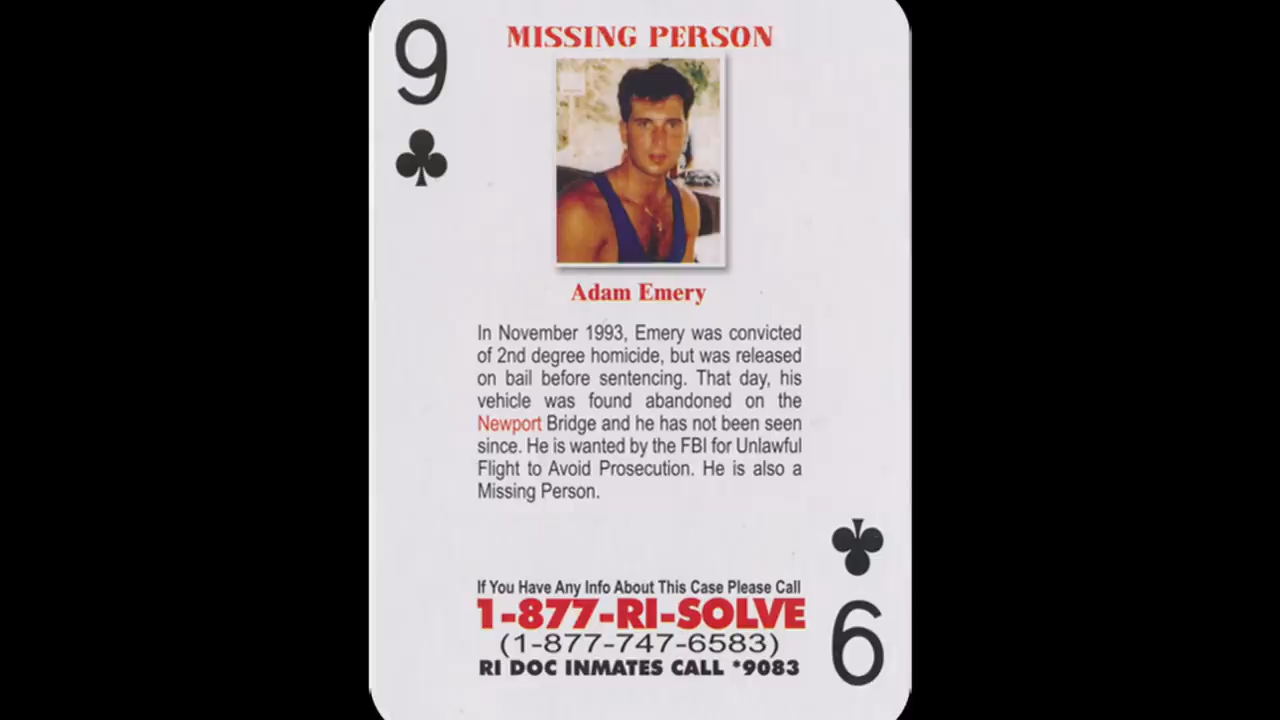 9
MISSING PERSON
Adam Emery
In November 1993, Emery was convicted
of 2nd degree homicide, but was released
on bail before sentencing. That day, his
vehicle was found abandoned on the
Newport Bridge and he has not been seen
since. He is wanted by the FBI for Unlawful
Flight to Avoid Prosecution. He is also a
Missing Person.
If You Have Any Info About This Case Please Call
1-877-RI-SOLVE
(1-877-747-6583)
RI DOC INMATES CALL *9083
9